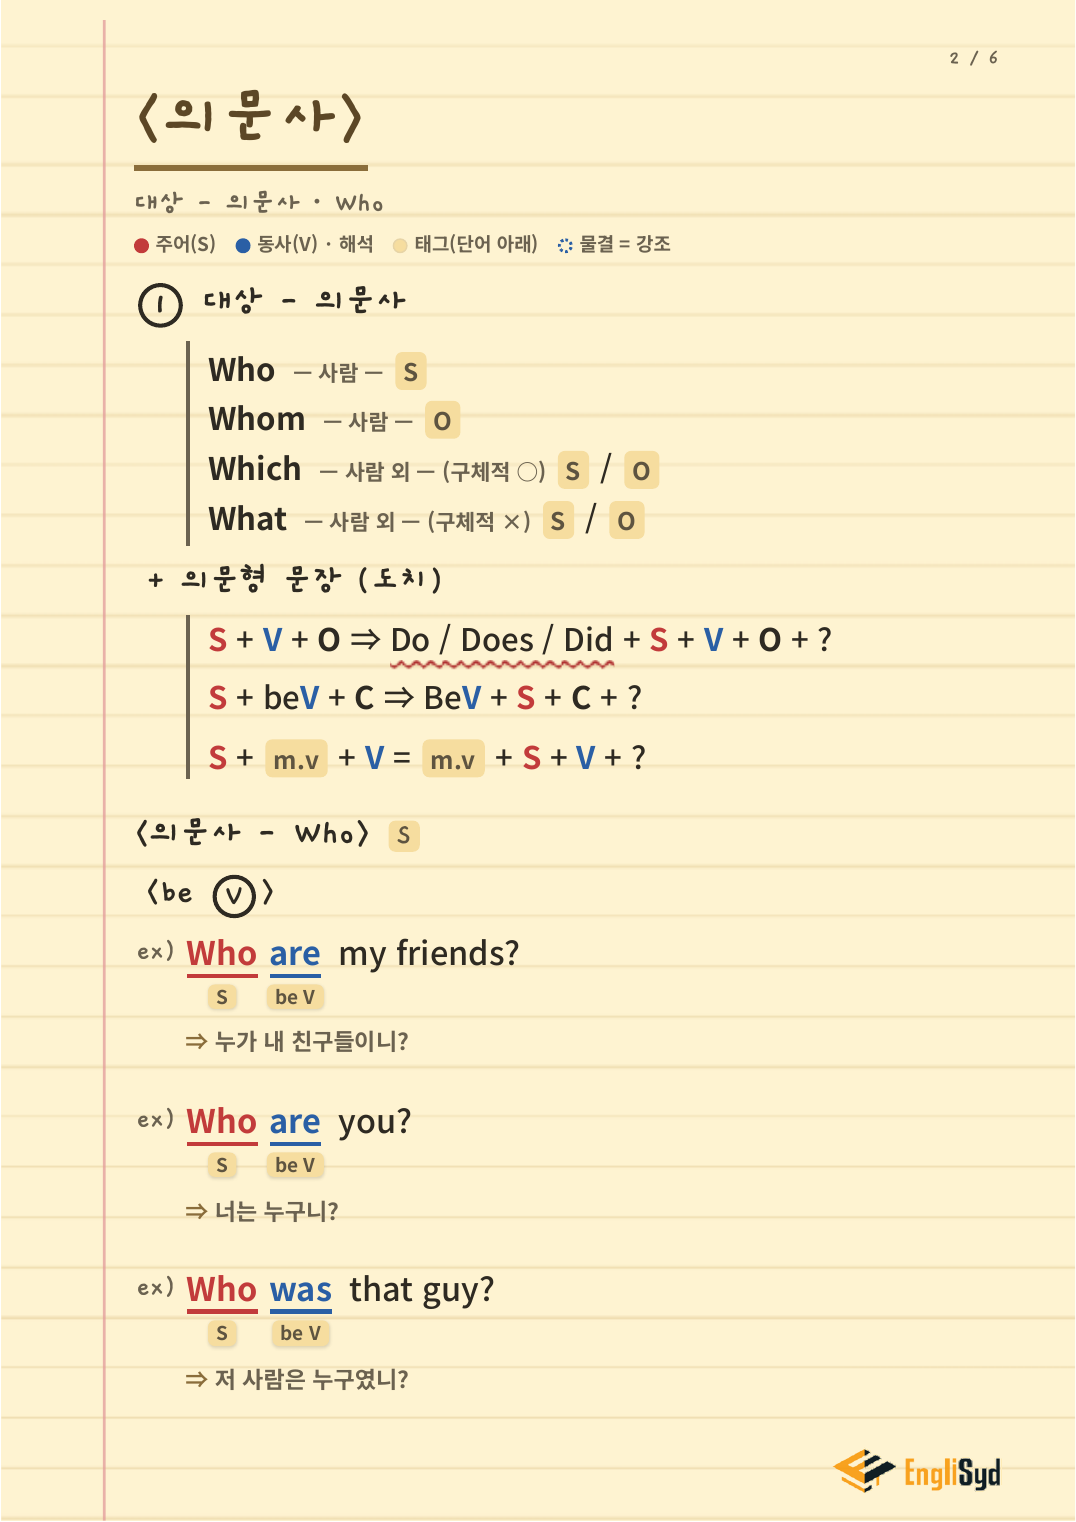 2 / 6
<의문사>
대상 - 의문사 · Who
주어(S) 동사(V) · 해석 태그(단어 아래) 물결 = 강조
1 대상 - 의문사
Who — 사람 — S
Whom — 사람 — O
Which — 사람 외 — (구체적 ○) S / O
What — 사람 외 — (구체적 ×) S / O
+ 의문형 문장 (도치)
S + V + O ⇒ Do / Does / Did + S + V + O + ?
S + beV + C ⇒ BeV + S + C + ?
S + m.v + V = m.v + S + V + ?
<의문사 - Who> S
<be V>
ex) Who are my friends?
S be V
⇒ 누가 내 친구들이니?
ex) Who are you?
S be V
⇒ 너는 누구니?
ex) Who was that guy?
S be V
⇒ 저 사람은 누구였니?
EngliSyd